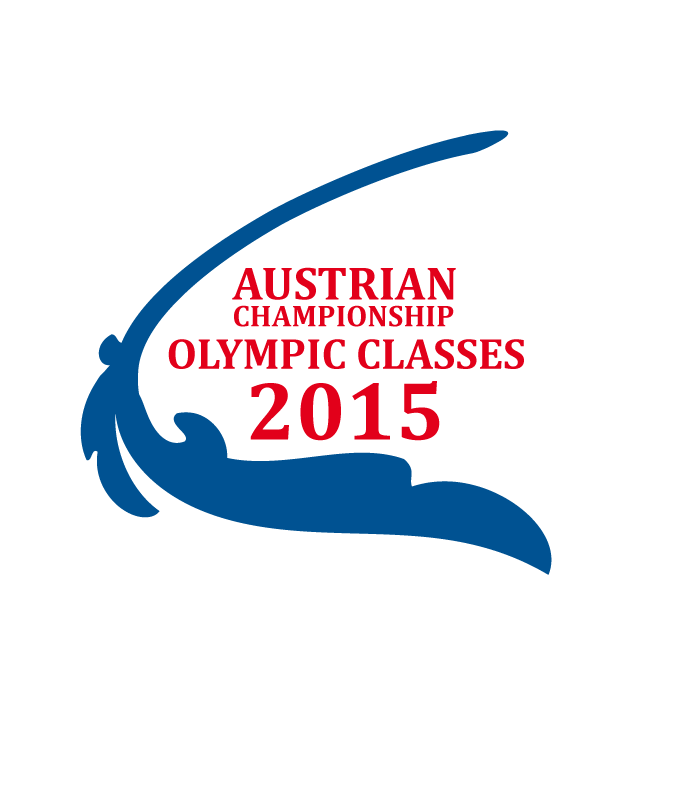 AUSTRIAN
CHAMPIONSHIP
OLYMPIC CLASSES
2015